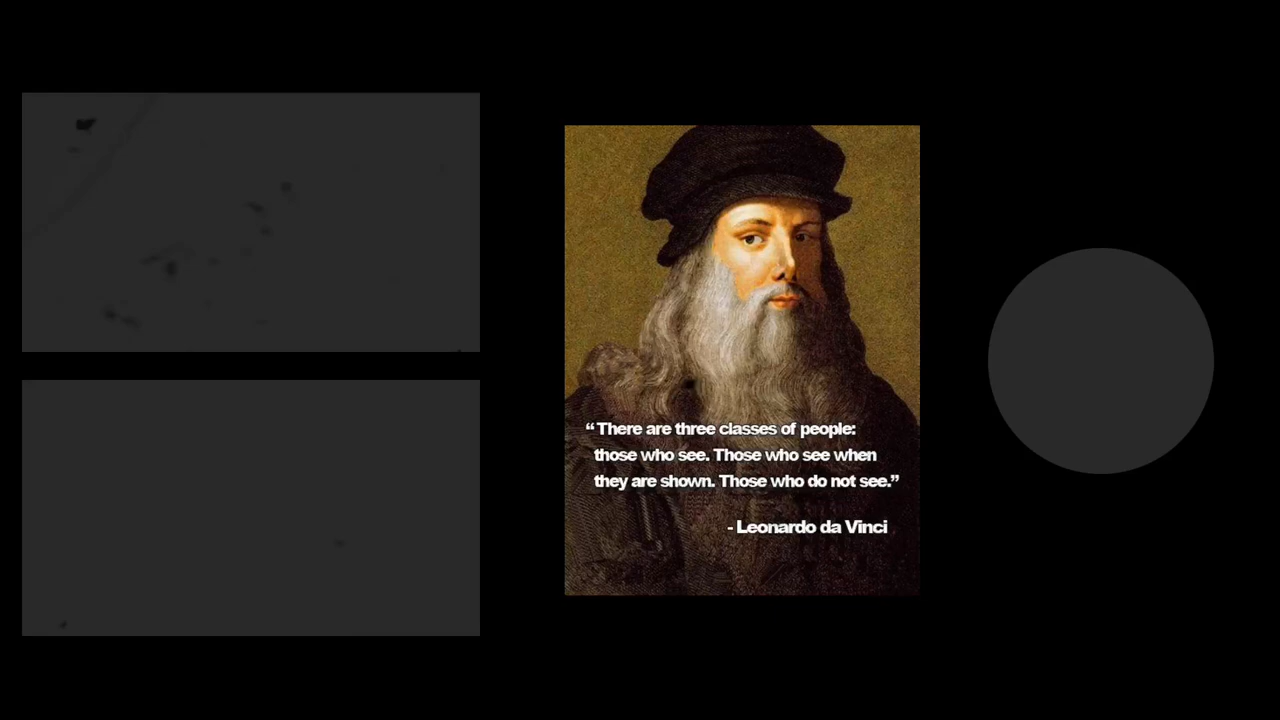 “There are three classes of people:
those who see. Those who see when
they are shown. Those who do not see.”
- Leonardo da Vinci